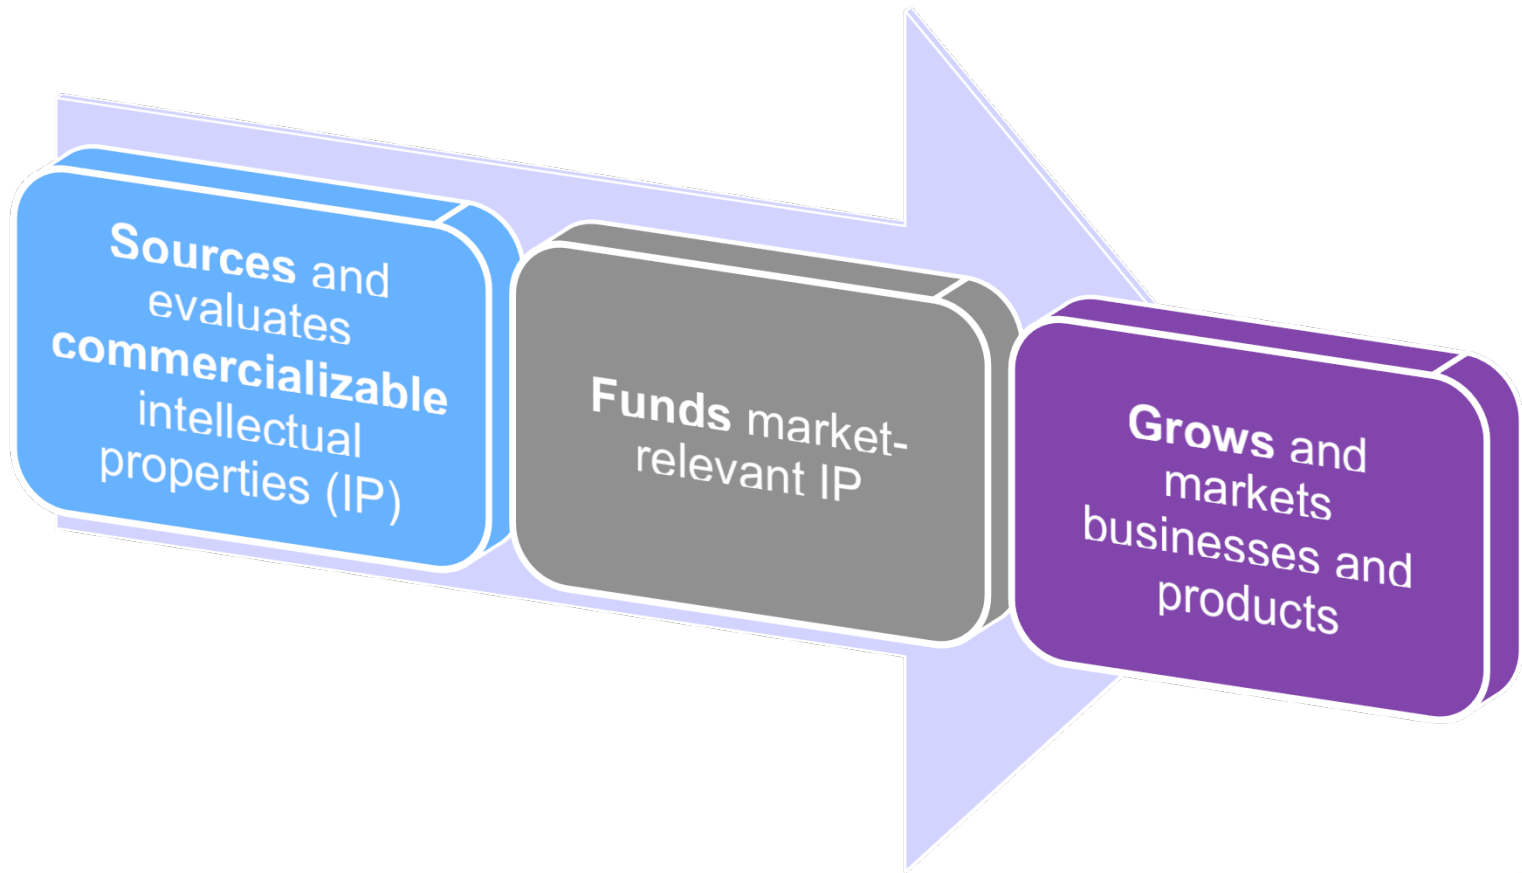 Sources and
evaluates
commercializable
intellectual
properties (IP)
Funds market-
relevant IP
Grows and
markets
businesses and
products